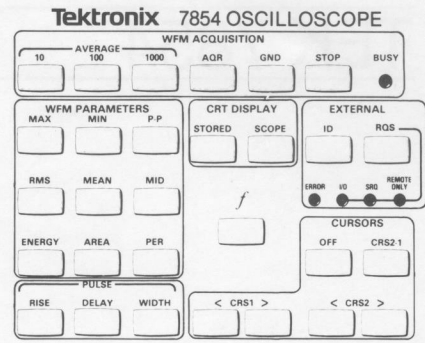 Tektronix 7854 OSCILLOSCOPE
WFM ACQUISITION
AVERAGE
10 100 1000 AQR GND STOP BUSY
WFM PARAMETERS
MAX MIN P-P
RMS MEAN MID
ENERGY AREA PER
PULSE
RISE DELAY WIDTH
CRT DISPLAY
STORED SCOPE
f
EXTERNAL
ID RQS
ERROR I/O SRQ REMOTE ONLY
CURSORS
OFF CRS2-1
< CRS1 > < CRS2 >